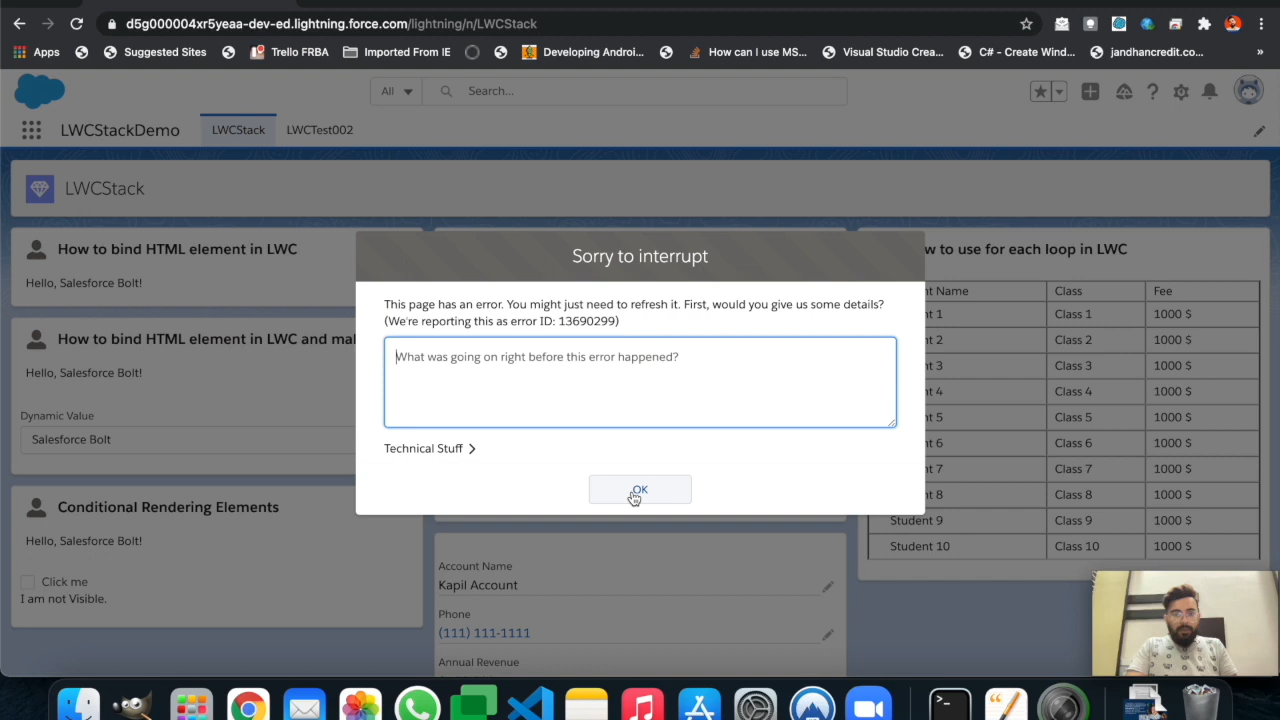 d5g000004xr5yeaa-dev-ed.lightning.force.com/lightning/n/LWCStack
Apps Suggested Sites Trello FRBA Imported From IE Developing Androi... How can I use MS... Visual Studio Crea... C# - Create Wind... jandhancredit.co... »
All Search...
LWCStackDemo LWCStack LWCTest002
LWCStack
How to bind HTML element in LWC
Hello, Salesforce Bolt!
How to bind HTML element in LWC and mal
Hello, Salesforce Bolt!
Dynamic Value
Salesforce Bolt
Conditional Rendering Elements
Hello, Salesforce Bolt!
Click me
I am not Visible.
Sorry to interrupt
This page has an error. You might just need to refresh it. First, would you give us some details?
(We're reporting this as error ID: 13690299)
What was going on right before this error happened?
Technical Stuff
OK
Account Name
Kapil Account
Phone
(111) 111-1111
Annual Revenue
w to use for each loop in LWC
nt Name Class Fee
nt 1 Class 1 1000 $
nt 2 Class 2 1000 $
nt 3 Class 3 1000 $
nt 4 Class 4 1000 $
nt 5 Class 5 1000 $
nt 6 Class 6 1000 $
nt 7 Class 7 1000 $
nt 8 Class 8 1000 $
Student 9 Class 9 1000 $
Student 10 Class 10 1000 $